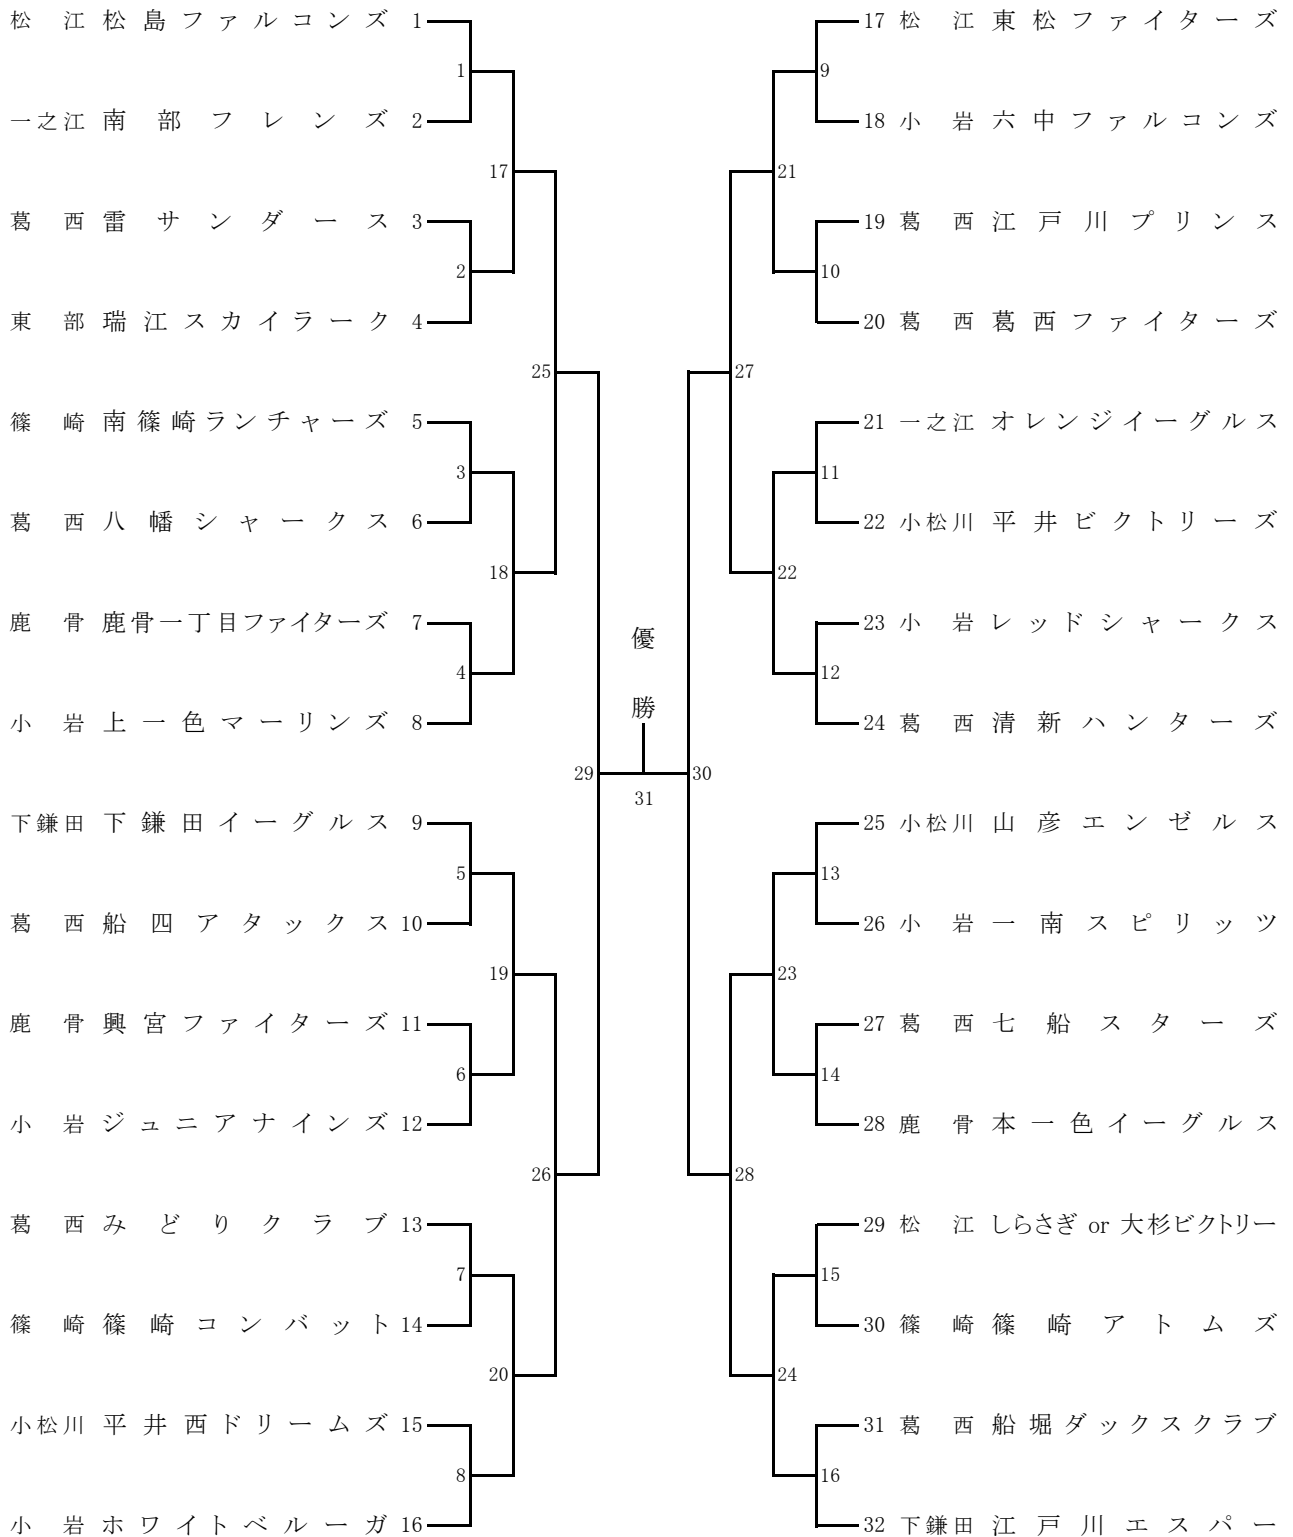 松江 松島ファルコンズ 1
1
一之江 南部フレンズ 2
17
葛西 雷サンダース 3
2
東部 瑞江スカイラーク 4
25
篠崎 南篠崎ランチャーズ 5
3
葛西 八幡シャークス 6
18
鹿骨 鹿骨一丁目ファイターズ 7
4
小岩 上一色マーリンズ 8
29
下鎌田 下鎌田イーグルス 9
5
葛西 船四アタックス 10
19
鹿骨 興宮ファイターズ 11
6
小岩 ジュニアナインズ 12
26
葛西 みどりクラブ 13
7
篠崎 篠崎コンバット 14
20
小松川 平井西ドリームズ 15
8
小岩 ホワイトベルーガ 16
優
勝
31
17 松江 東松ファイターズ
9
18 小岩 六中ファルコンズ
21
19 葛西 江戸川プリンス
10
20 葛西 葛西ファイターズ
27
21 一之江 オレンジイーグルス
11
22 小松川 平井ビクトリーズ
22
23 小岩 レッドシャークス
12
24 葛西 清新ハンターズ
30
25 小松川 山彦エンゼルス
13
26 小岩 一南スピリッツ
23
27 葛西 七船スターズ
14
28 鹿骨 本一色イーグルス
28
29 松江 しらさぎ or 大杉ビクトリー
15
30 篠崎 篠崎アトムズ
24
31 葛西 船堀ダックスクラブ
16
32 下鎌田 江戸川エスパー